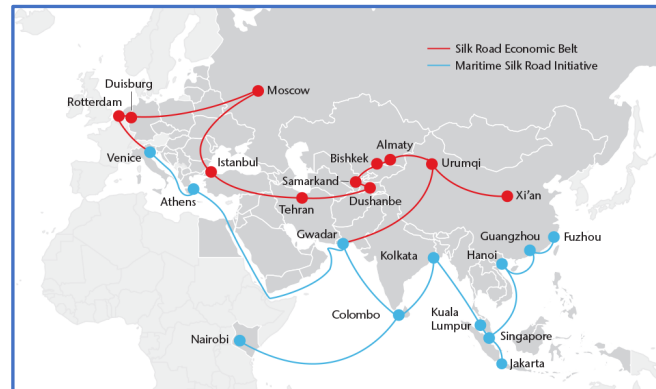 Silk Road Economic Belt
Maritime Silk Road Initiative
Duisburg
Rotterdam
Moscow
Venice
Istanbul
Athens
Almaty
Bishkek
Urumqi
Samarkand
Dushanbe
Tehran
Xi'an
Gwadar
Kolkata
Guangzhou
Fuzhou
Hanoi
Colombo
Kuala
Lumpur
Singapore
Nairobi
Jakarta